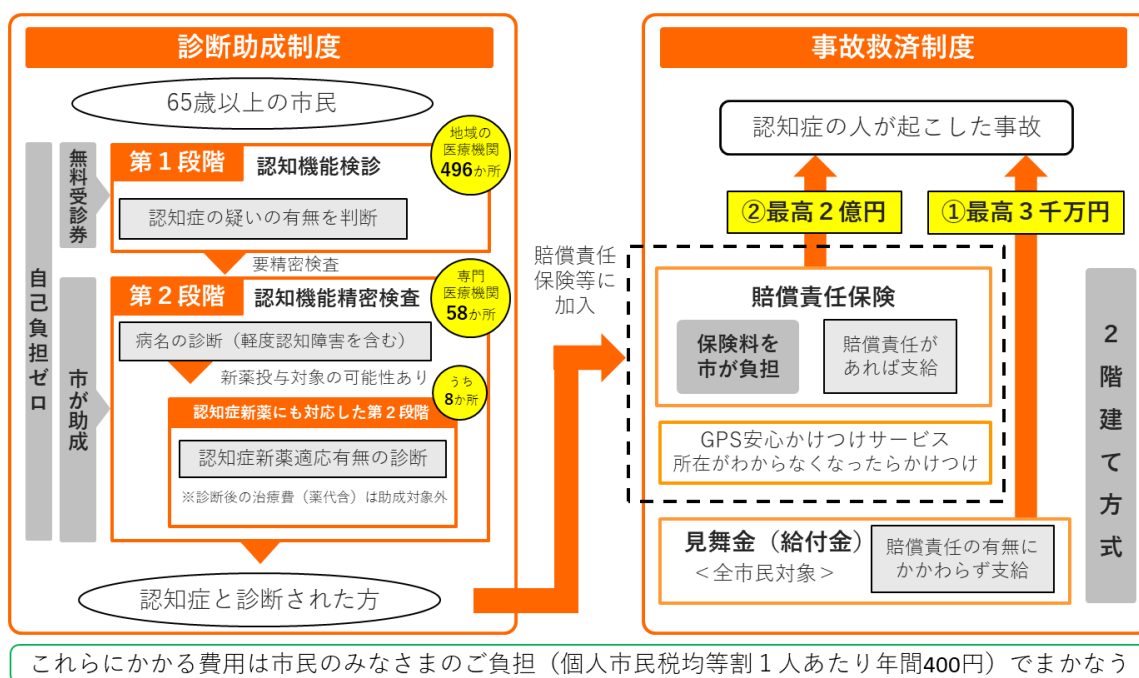 診断助成制度
65歳以上の市民
自己負担ゼロ
無料受診券
第1段階 認知機能検診
地域の
医療機関
496か所
認知症の疑いの有無を判断
要精密検査
市が助成
第2段階 認知機能精密検査
専門
医療機関
58か所
病名の診断（軽度認知障害を含む）
新薬投与対象の可能性あり
うち
8か所
認知症新薬にも対応した第2段階
認知症新薬適応有無の診断
※診断後の治療費（薬代含）は助成対象外
認知症と診断された方
賠償責任
保険等に
加入
事故救済制度
認知症の人が起こした事故
②最高２億円
①最高３千万円
賠償責任保険
保険料を
市が負担
賠償責任が
あれば支給
GPS安心かけつけサービス
所在がわからなくなったらかけつけ
見舞金（給付金）
＜全市民対象＞
賠償責任の有無に
かかわらず支給
２階建て方式
これらにかかる費用は市民のみなさまのご負担（個人市民税均等割１人あたり年間400円）でまかなう